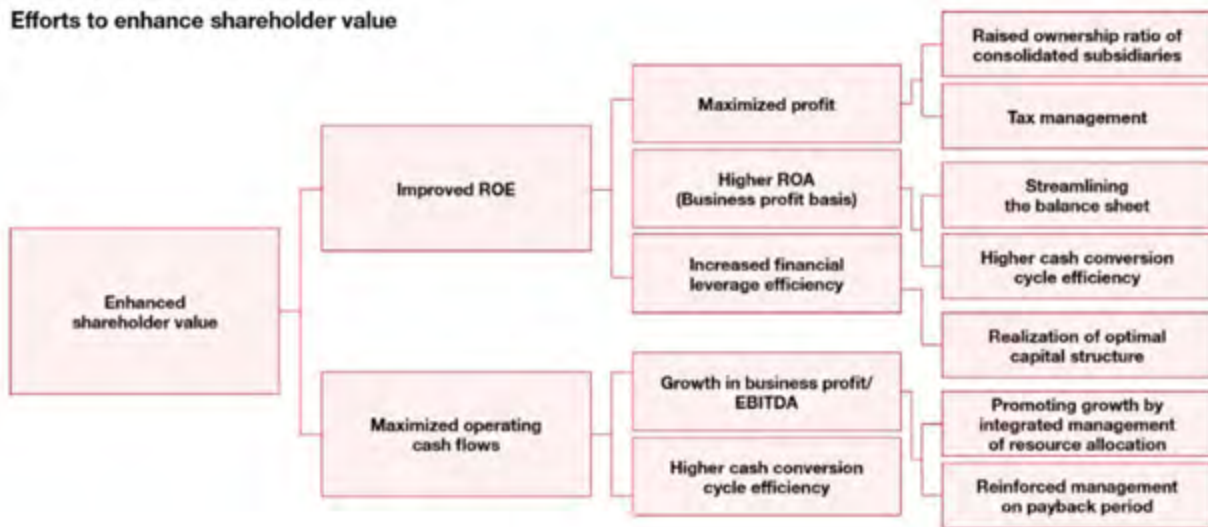 Efforts to enhance shareholder value
Enhanced
shareholder value
Improved ROE
Maximized operating
cash flows
Maximized profit
Higher ROA
(Business profit basis)
Increased financial
leverage efficiency
Growth in business profit/
EBITDA
Higher cash conversion
cycle efficiency
Raised ownership ratio of
consolidated subsidiaries
Tax management
Streamlining
the balance sheet
Higher cash conversion
cycle efficiency
Realization of optimal
capital structure
Promoting growth by
integrated management
of resource allocation
Reinforced management
on payback period